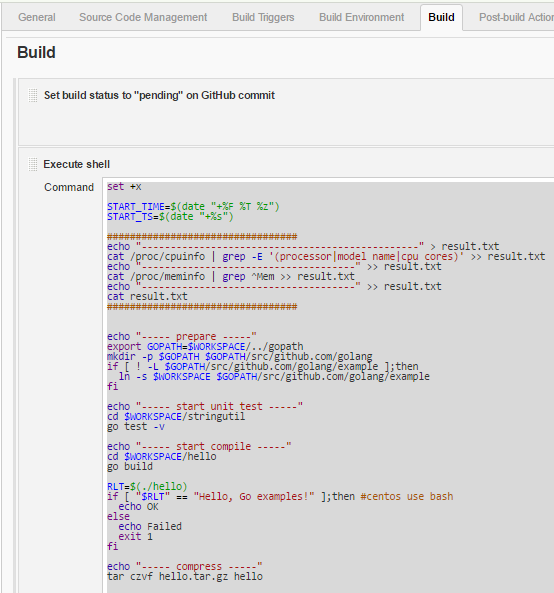 General Source Code Management Build Triggers Build Environment Build Post-build Action
Build
Set build status to "pending" on GitHub commit
Execute shell
Command
set +x
START_TIME=$(date "+%F %T %z")
START_TS=$(date "+%s")
#################################
echo "------------------------------------------------" > result.txt
cat /proc/cpuinfo | grep -E '(processor|model name|cpu cores)' >> result.txt
echo "-------------------------------------" >> result.txt
cat /proc/meminfo | grep ^Mem >> result.txt
echo "-------------------------------------" >> result.txt
cat result.txt
#################################
echo "----- prepare -----"
export GOPATH=$WORKSPACE/../gopath
mkdir -p $GOPATH $GOPATH/src/github.com/golang
if [ ! -L $GOPATH/src/github.com/golang/example ];then
  ln -s $WORKSPACE $GOPATH/src/github.com/golang/example
fi
echo "----- start unit test -----"
cd $WORKSPACE/stringutil
go test -v
echo "----- start compile -----"
cd $WORKSPACE/hello
go build
RLT=$(./hello)
if [ "$RLT" == "Hello, Go examples!" ];then #centos use bash
  echo OK
else
  echo Failed
  exit 1
fi
echo "----- compress -----"
tar czvf hello.tar.gz hello